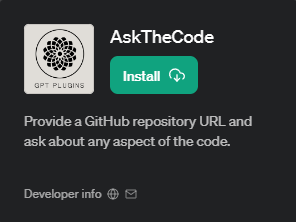 AskTheCode
GPT PLUGINS
Install
Provide a GitHub repository URL and
ask about any aspect of the code.
Developer info